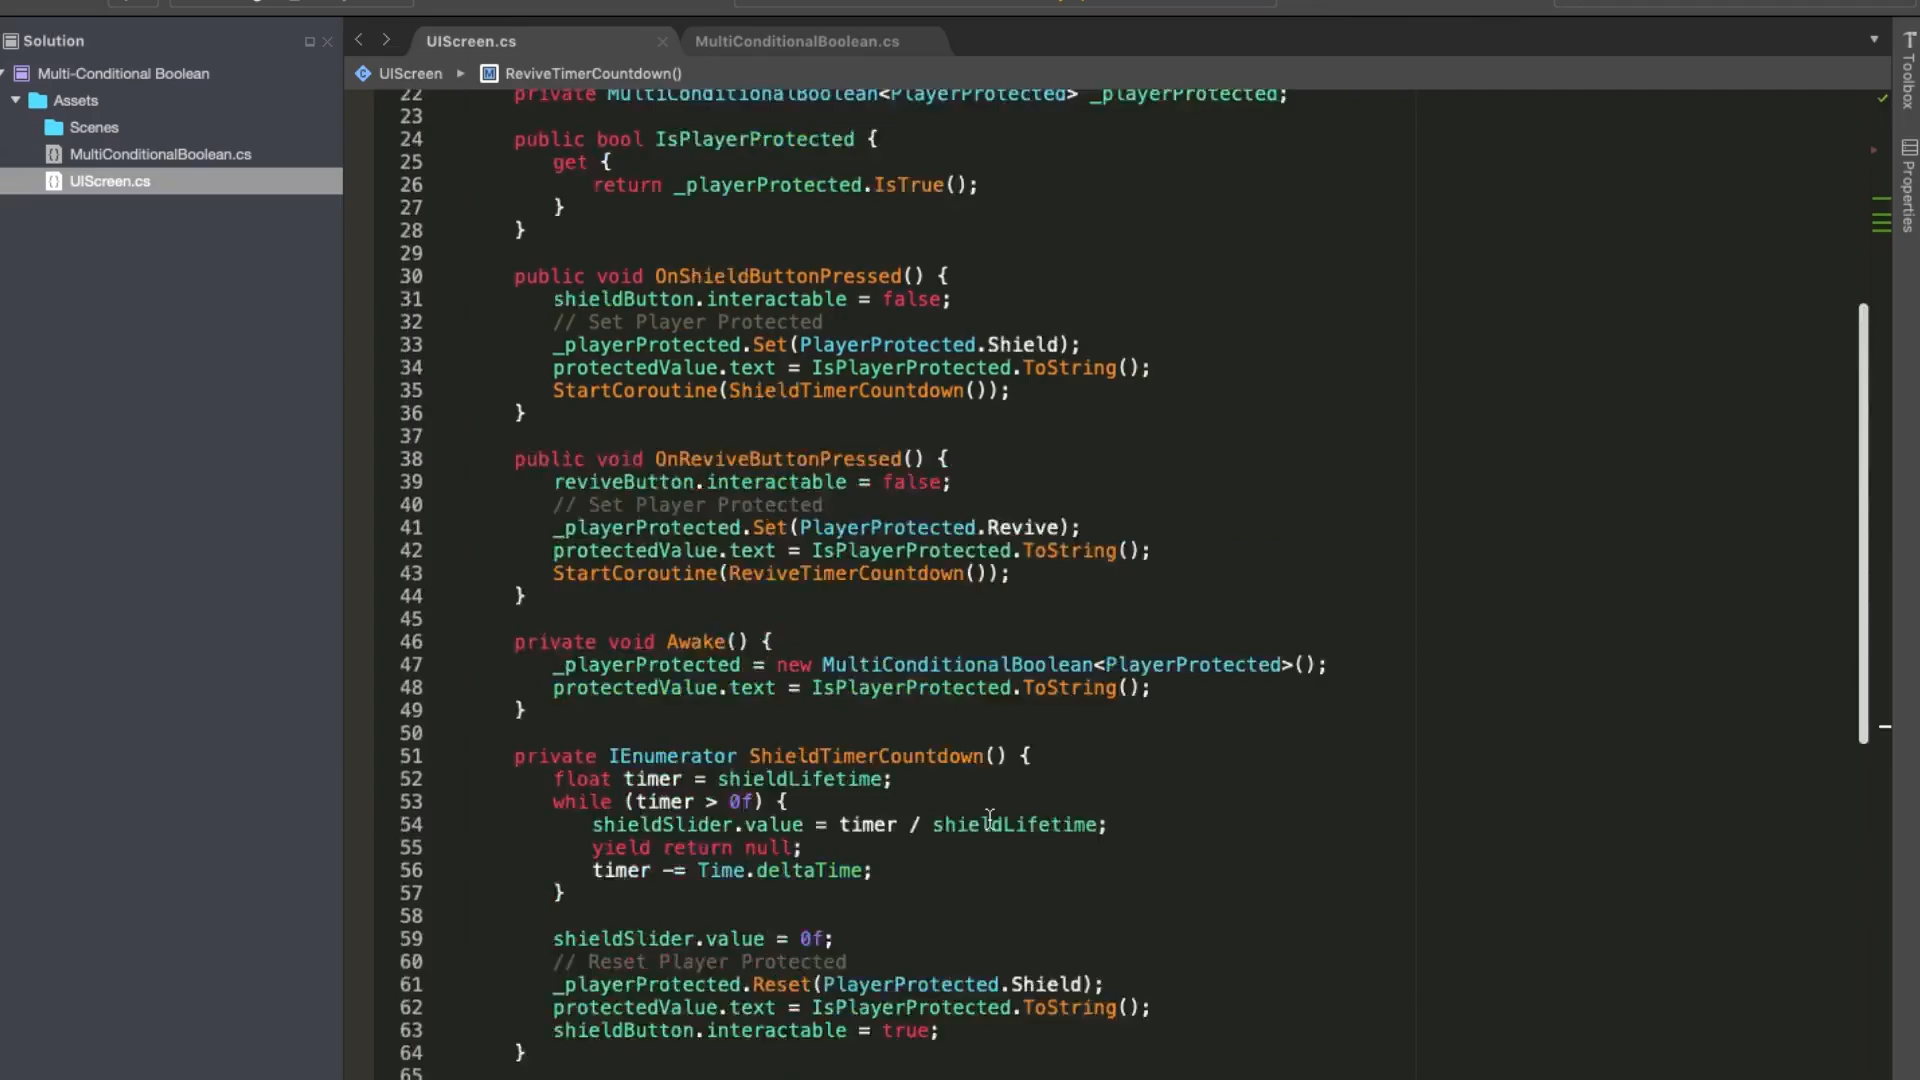 Solution
Multi-Conditional Boolean
Assets
Scenes
MultiConditionalBoolean.cs
UIScreen.cs
UIScreen.cs
MultiConditionalBoolean.cs
UIScreen
ReviveTimerCountdown()
22 private MultiConditionalBoolean<PlayerProtected> _playerProtected;
23
24 public bool IsPlayerProtected {
25 get {
26 return _playerProtected.IsTrue();
27 }
28 }
29
30 public void OnShieldButtonPressed() {
31 shieldButton.interactable = false;
32 // Set Player Protected
33 _playerProtected.Set(PlayerProtected.Shield);
34 protectedValue.text = IsPlayerProtected.ToString();
35 StartCoroutine(ShieldTimerCountdown());
36 }
37
38 public void OnReviveButtonPressed() {
39 reviveButton.interactable = false;
40 // Set Player Protected
41 _playerProtected.Set(PlayerProtected.Revive);
42 protectedValue.text = IsPlayerProtected.ToString();
43 StartCoroutine(ReviveTimerCountdown());
44 }
45
46 private void Awake() {
47 _playerProtected = new MultiConditionalBoolean<PlayerProtected>();
48 protectedValue.text = IsPlayerProtected.ToString();
49 }
50
51 private IEnumerator ShieldTimerCountdown() {
52 float timer = shieldLifetime;
53 while (timer > 0f) {
54 shieldSlider.value = timer / shieldLifetime;
55 yield return null;
56 timer -= Time.deltaTime;
57 }
58
59 shieldSlider.value = 0f;
60 // Reset Player Protected
61 _playerProtected.Reset(PlayerProtected.Shield);
62 protectedValue.text = IsPlayerProtected.ToString();
63 shieldButton.interactable = true;
64 }
65
Toolbox
Properties